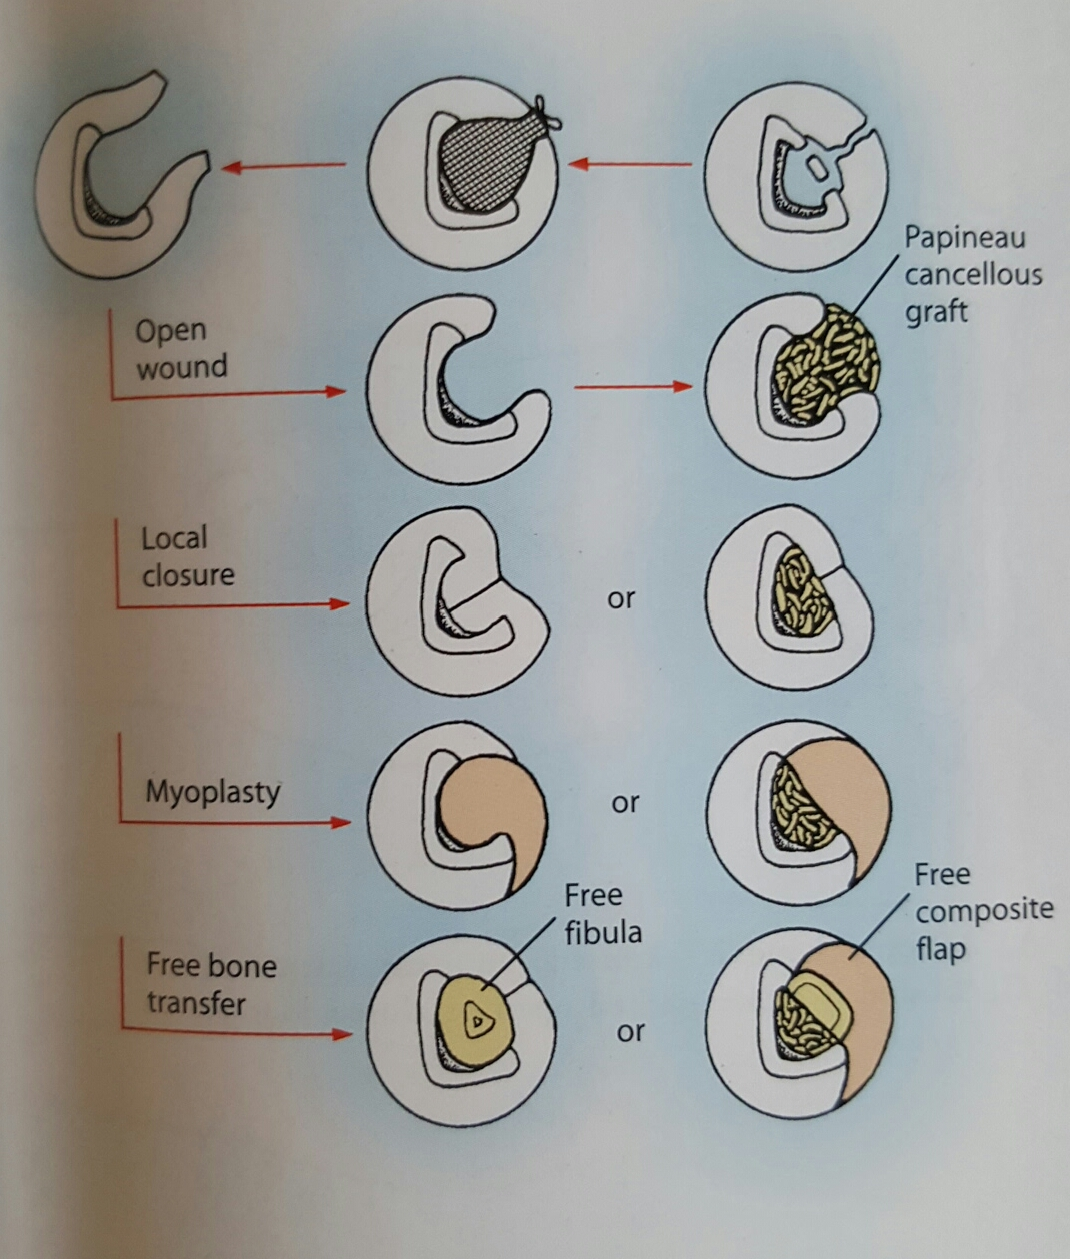 Papineau
cancellous
graft
Open
wound
Local
closure
or
Myoplasty
or
Free
fibula
Free
composite
flap
Free bone
transfer
or